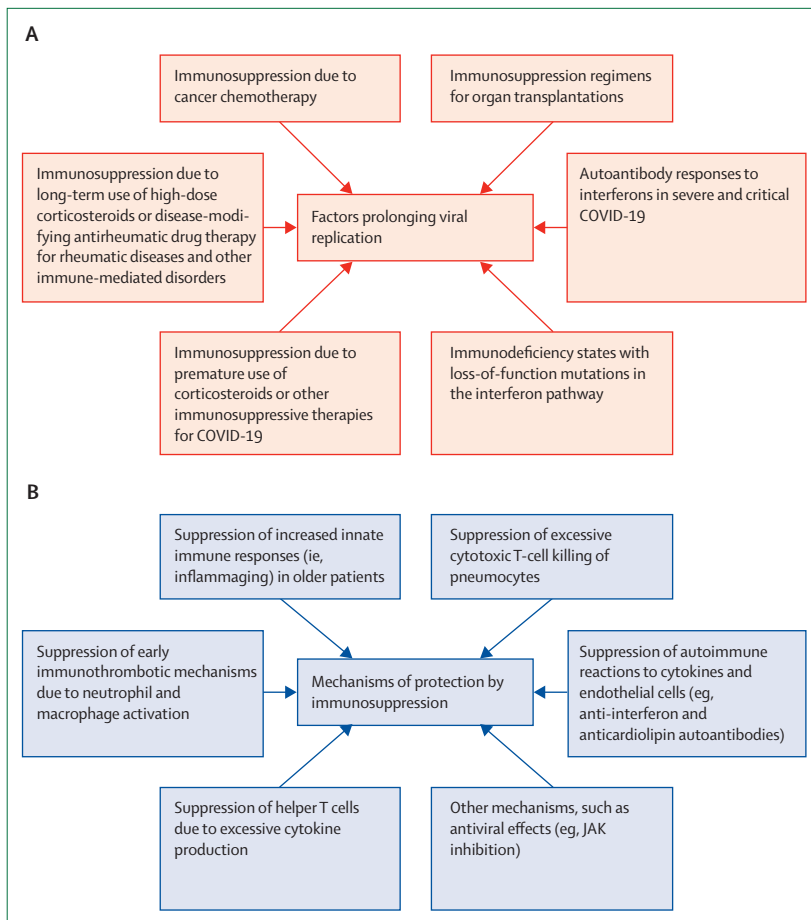 A
Immunosuppression due to
cancer chemotherapy
Immunosuppression regimens
for organ transplantations
Immunosuppression due to
long-term use of high-dose
corticosteroids or disease-modi-
fying antirheumatic drug therapy
for rheumatic diseases and other
immune-mediated disorders
Factors prolonging viral
replication
Autoantibody responses to
interferons in severe and critical
COVID-19
Immunosuppression due to
premature use of
corticosteroids or other
immunosuppressive therapies
for COVID-19
Immunodeficiency states with
loss-of-function mutations in
the interferon pathway
B
Suppression of increased innate
immune responses (ie,
inflammaging) in older patients
Suppression of excessive
cytotoxic T-cell killing of
pneumocytes
Suppression of early
immunothrombotic mechanisms
due to neutrophil and
macrophage activation
Mechanisms of protection by
immunosuppression
Suppression of autoimmune
reactions to cytokines and
endothelial cells (eg,
anti-interferon and
anticardiolipin autoantibodies)
Suppression of helper T cells
due to excessive cytokine
production
Other mechanisms, such as
antiviral effects (eg, JAK
inhibition)